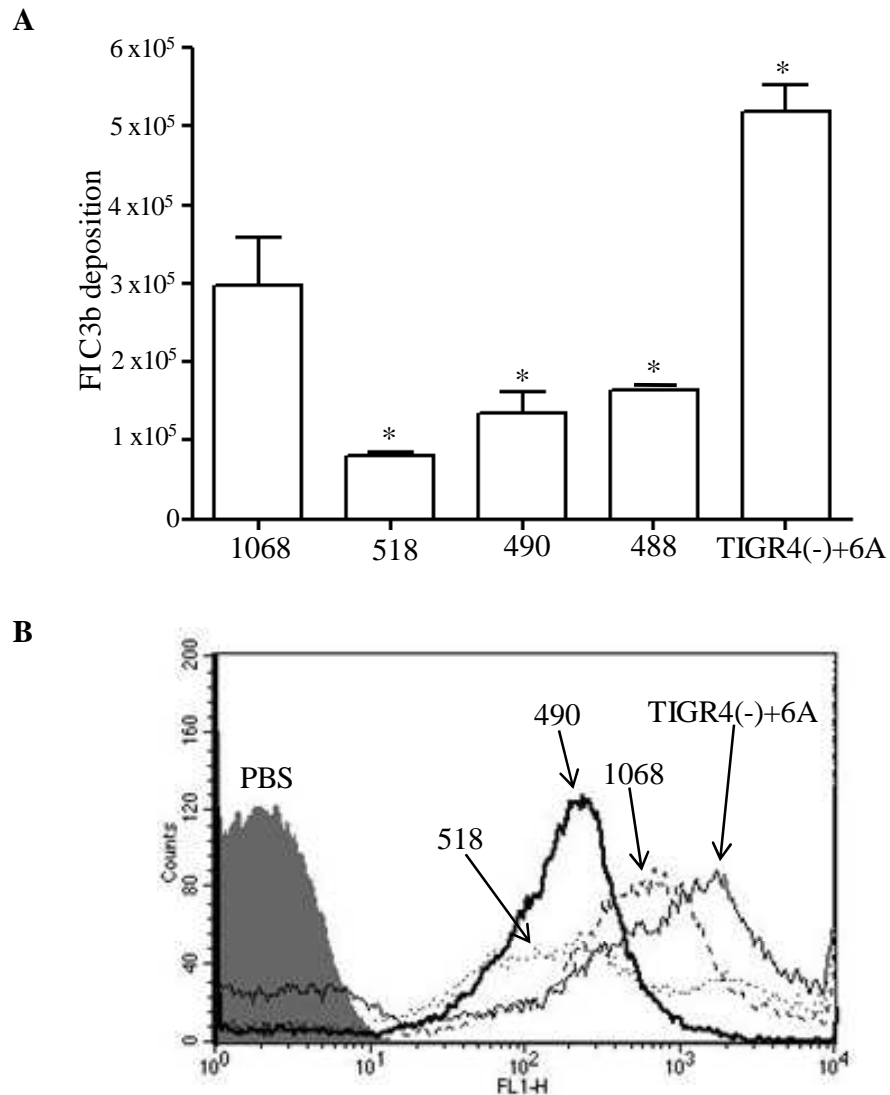 A
6 x10⁵
5 x10⁵
4 x10⁵
3 x10⁵
2 x10⁵
1 x10⁵
0
FI C3b deposition
* * * *
1068 518 490 488 TIGR4(-)+6A
B
200
160
120
80
40
0
Counts
PBS
518
490
1068
TIGR4(-)+6A
10⁰ 10¹ 10² 10³ 10⁴
FL1-H